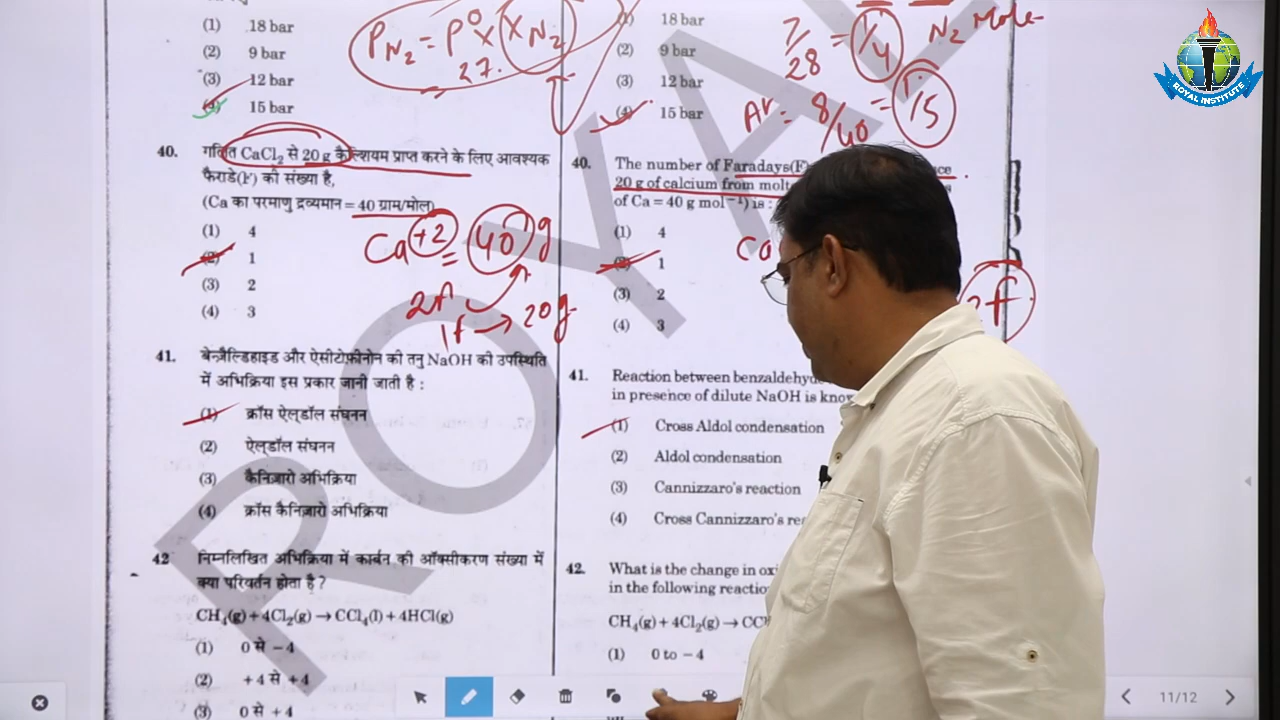 (1) 18 bar
(2) 9 bar
(3) 12 bar
15 bar
40. गलित CaCl₂ से 20 g कैल्शियम प्राप्त करने के लिए आवश्यक
फैराडे(F) की संख्या है,
(Ca का परमाणु द्रव्यमान = 40 ग्राम/मोल)
(1) 4
(2) 1
(3) 2
(4) 3
41. बेन्ज़ैल्डिहाइड और ऐसीटोफ़ीनोन की तनु NaOH की उपस्थिति
में अभिक्रिया इस प्रकार जानी जाती है :
(1) क्रॉस ऐल्डॉल संघनन
(2) ऐल्डॉल संघनन
(3) कैनिज़ारो अभिक्रिया
(4) क्रॉस कैनिज़ारो अभिक्रिया
42 निम्नलिखित अभिक्रिया में कार्बन की ऑक्सीकरण संख्या में
क्या परिवर्तन होता है ?
CH₄(g) + 4Cl₂(g) → CCl₄(l) + 4HCl(g)
(1) 0 से – 4
(2) + 4 से + 4
(3) 0 से + 4
P N₂ = P⁰ × X N₂
27.
Ca +2 = 40 g
2f
1f → 20 g
(1) 18 bar
(2) 9 bar
(3) 12 bar
(4) 15 bar
7/28 = 1/4 N₂ Mole
Ar = 8/40 = 1/5
40. The number of Faradays(F)
20 g of calcium from molt
of Ca = 40 g mol⁻¹) is :
(1) 4
1
(3) 2
(4) 3
2f
41. Reaction between benzaldehyde
in presence of dilute NaOH is know
(1) Cross Aldol condensation
(2) Aldol condensation
(3) Cannizzaro's reaction
(4) Cross Cannizzaro's rea
42. What is the change in oxi
in the following reactio
CH₄(g) + 4Cl₂(g) → CC
(1) 0 to – 4
ROYAL
ROYAL INSTITUTE
11/12